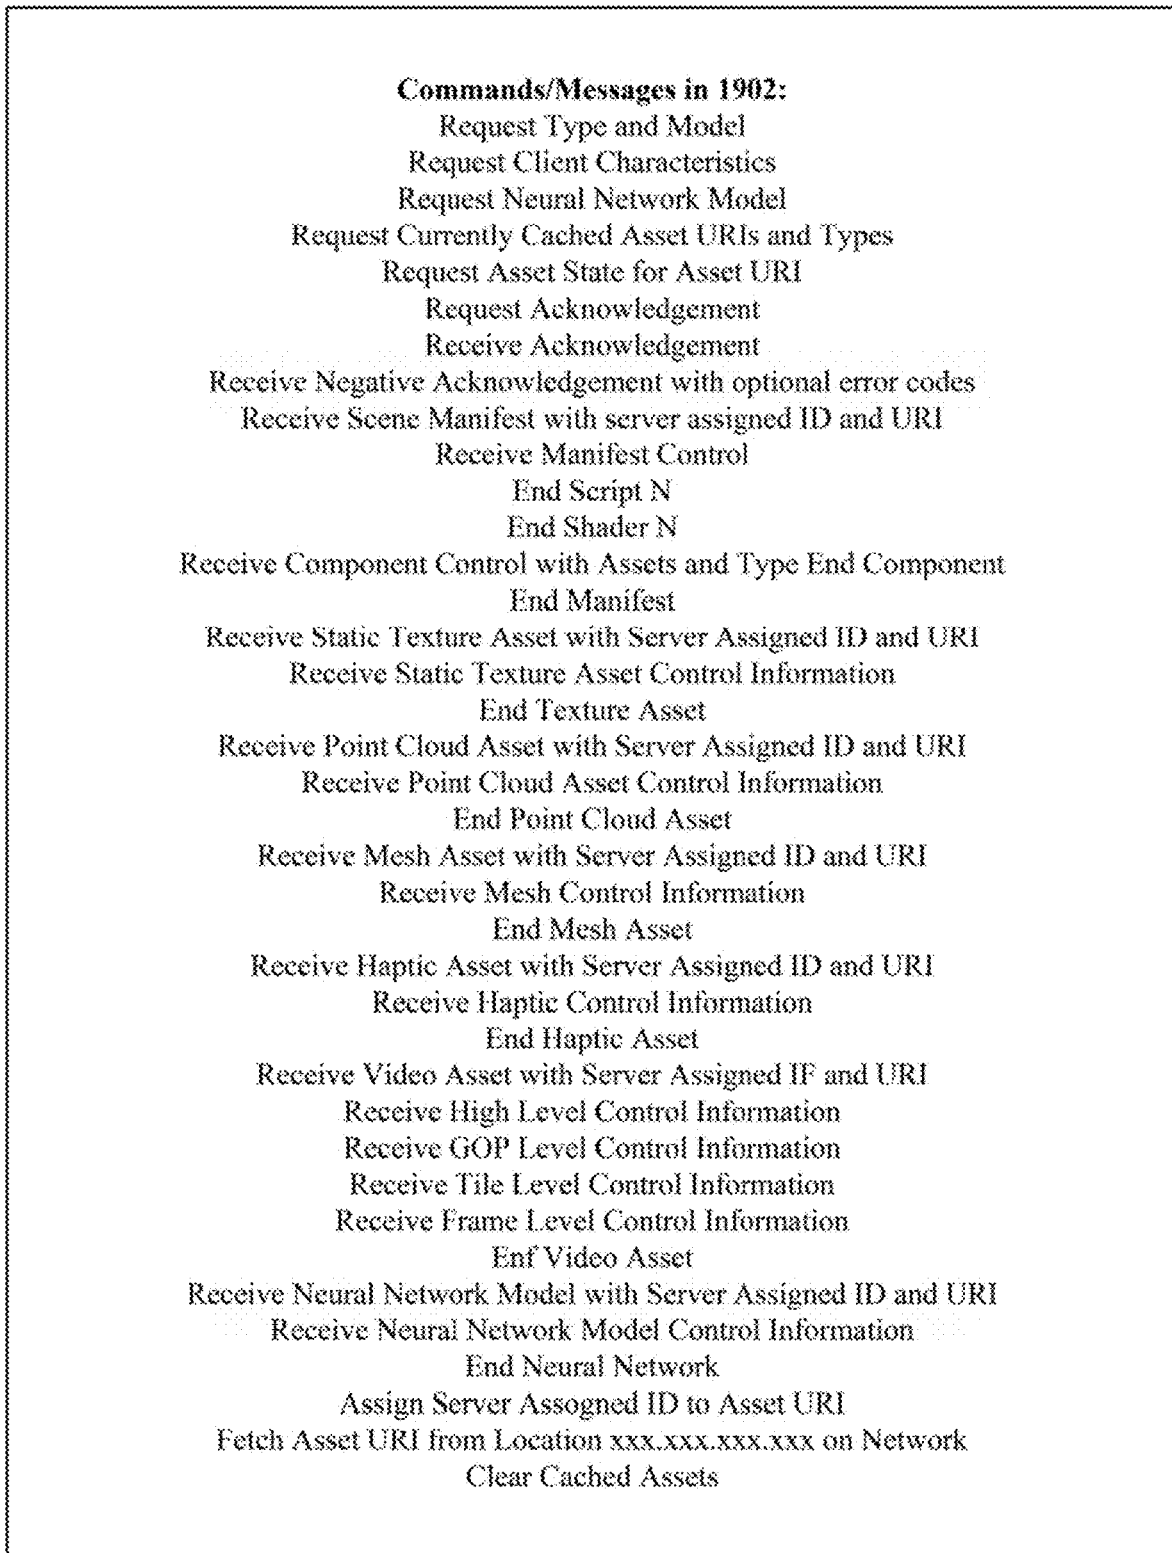 Commands/Messages in 1902:
Request Type and Model
Request Client Characteristics
Request Neural Network Model
Request Currently Cached Asset URIs and Types
Request Asset State for Asset URI
Request Acknowledgement
Receive Acknowledgement
Receive Negative Acknowledgement with optional error codes
Receive Scene Manifest with server assigned ID and URI
Receive Manifest Control
End Script N
End Shader N
Receive Component Control with Assets and Type End Component
End Manifest
Receive Static Texture Asset with Server Assigned ID and URI
Receive Static Texture Asset Control Information
End Texture Asset
Receive Point Cloud Asset with Server Assigned ID and URI
Receive Point Cloud Asset Control Information
End Point Cloud Asset
Receive Mesh Asset with Server Assigned ID and URI
Receive Mesh Control Information
End Mesh Asset
Receive Haptic Asset with Server Assigned ID and URI
Receive Haptic Control Information
End Haptic Asset
Receive Video Asset with Server Assigned IF and URI
Receive High Level Control Information
Receive GOP Level Control Information
Receive Tile Level Control Information
Receive Frame Level Control Information
Enf Video Asset
Receive Neural Network Model with Server Assigned ID and URI
Receive Neural Network Model Control Information
End Neural Network
Assign Server Assogned ID to Asset URI
Fetch Asset URI from Location xxx.xxx.xxx.xxx on Network
Clear Cached Assets